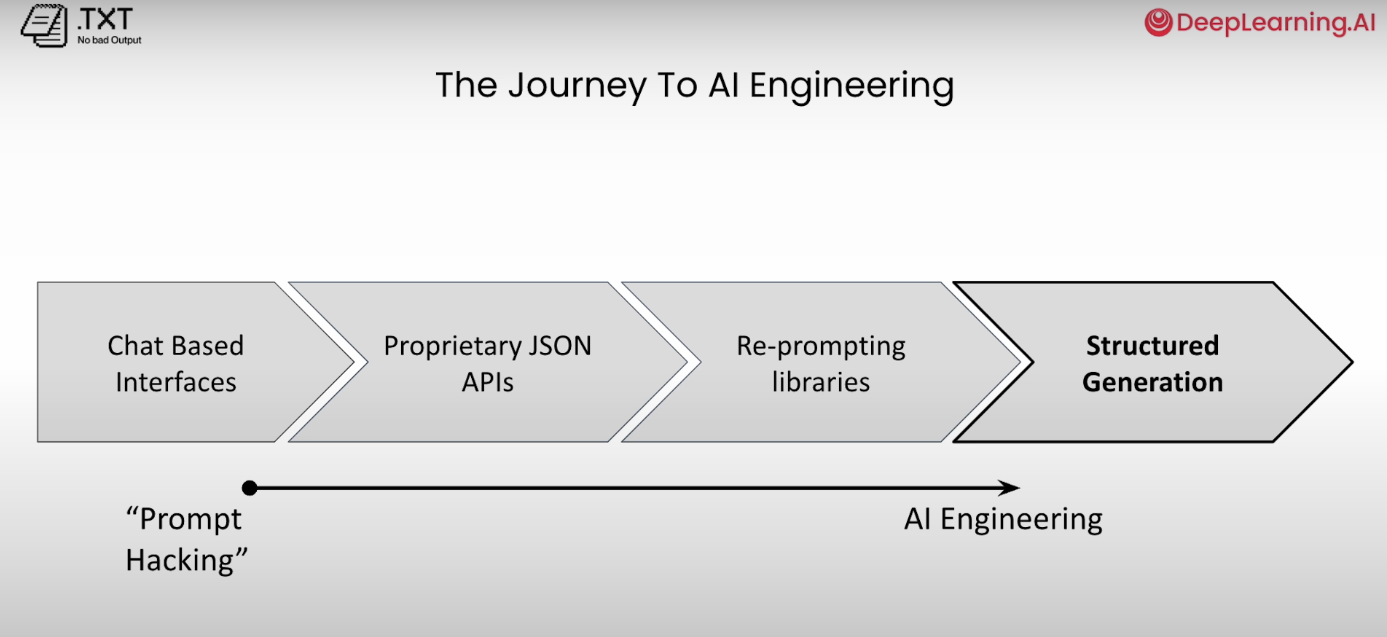 .TXT
No bad Output
DeepLearning.AI
The Journey To AI Engineering
Chat Based
Interfaces
Proprietary JSON
APIs
Re-prompting
libraries
Structured
Generation
“Prompt
Hacking”
AI Engineering